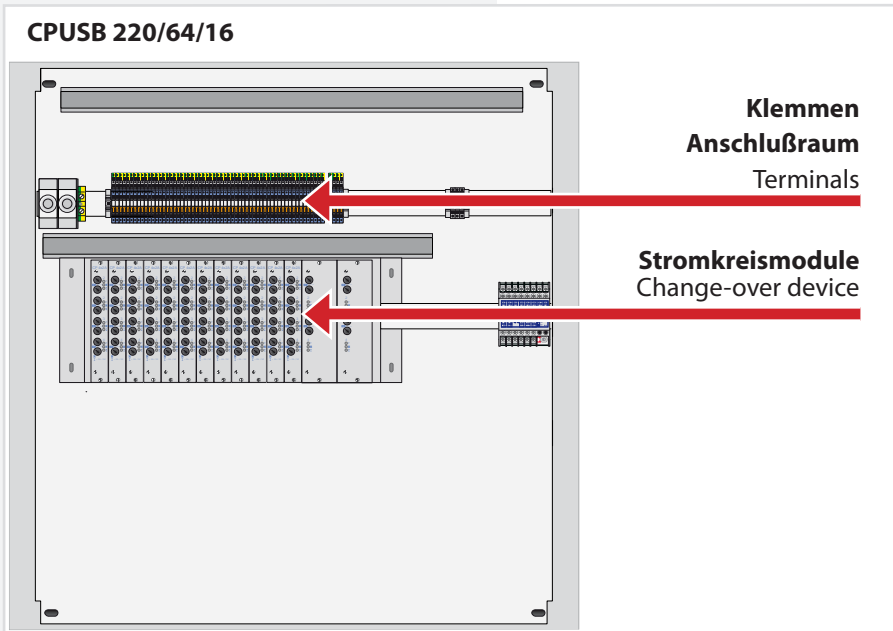 CPUSB 220/64/16
Klemmen
Anschlußraum
Terminals
Stromkreismodule
Change-over device